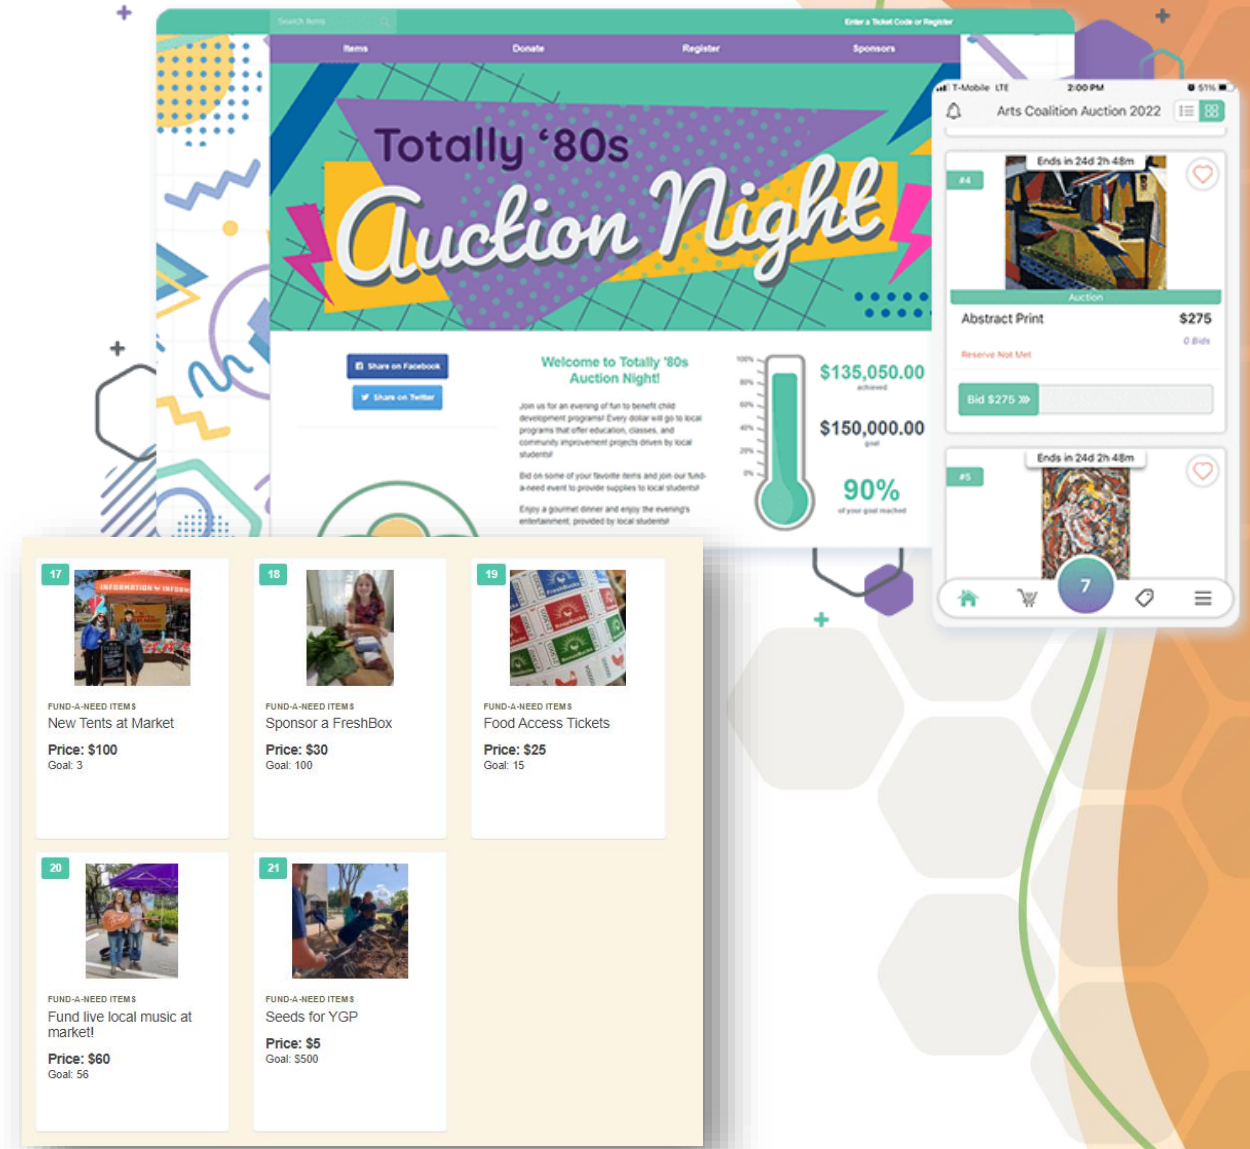 Search Items
Enter a Ticket Code or Register
Items
Donate
Register
Sponsors
Totally ‘80s
Auction Night
Share on Facebook
Share on Twitter
Welcome to Totally '80s
Auction Night!
Join us for an evening of fun to benefit child
development programs! Every dollar will go to local
programs that offer education, classes, and
community improvement projects driven by local
students!
Bid on some of your favorite items and join our fund-
a-need event to provide supplies to local students!
Enjoy a gourmet dinner and enjoy the evening's
entertainment, provided by local students!
100%
80%
60%
40%
20%
0%
$135,050.00
achieved
$150,000.00
goal
90%
of your goal reached
T-Mobile LTE
2:00 PM
51%
Arts Coalition Auction 2022
Ends in 24d 2h 48m
#4
Auction
Abstract Print
$275
0 Bids
Reserve Not Met
Bid $275
Ends in 24d 2h 48m
#5
7
17
INFORMATION
FUND-A-NEED ITEMS
New Tents at Market
Price: $100
Goal: 3
18
FUND-A-NEED ITEMS
Sponsor a FreshBox
Price: $30
Goal: 100
19
FreshBucks
FUND-A-NEED ITEMS
Food Access Tickets
Price: $25
Goal: 15
20
FUND-A-NEED ITEMS
Fund live local music at
market!
Price: $60
Goal: 56
21
FUND-A-NEED ITEMS
Seeds for YGP
Price: $5
Goal: $500